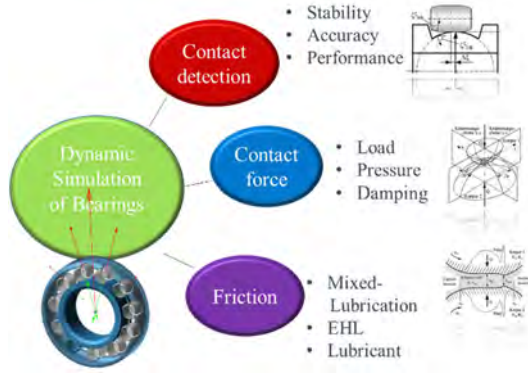 Contact
detection
• Stability
• Accuracy
• Performance
Dynamic
Simulation
of Bearings
Contact
force
• Load
• Pressure
• Damping
Friction
• Mixed-
Lubrication
• EHL
• Lubricant